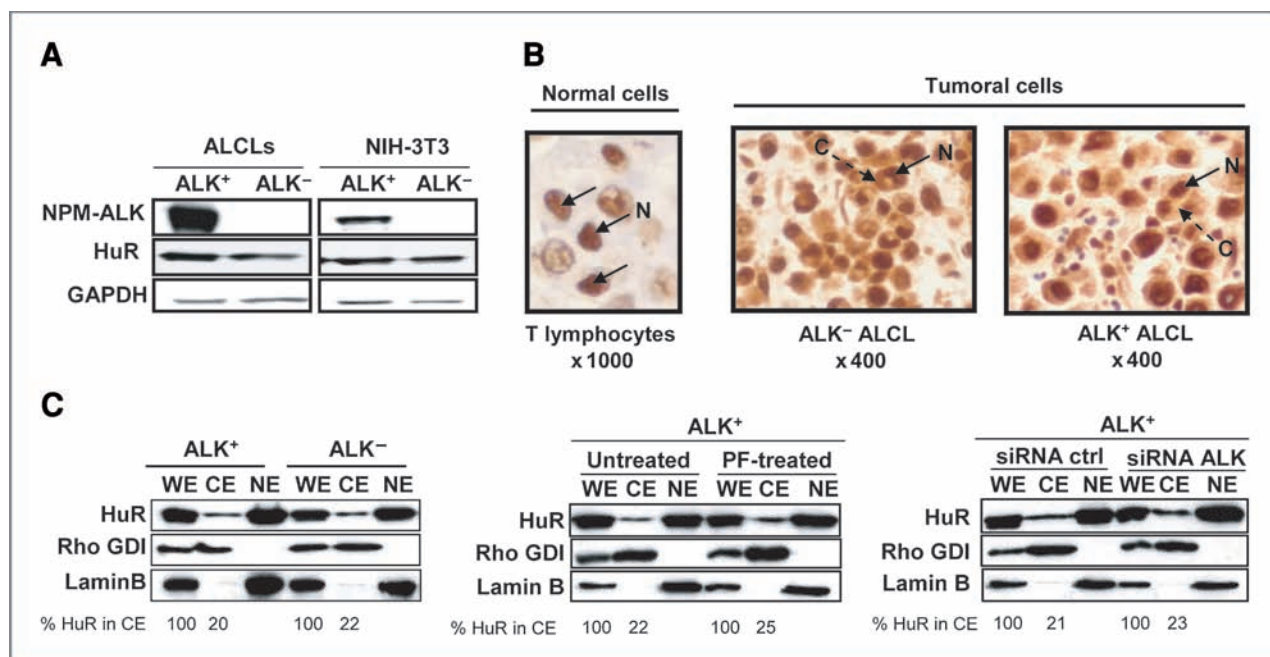 A
ALCLs NIH-3T3
ALK⁺ ALK⁻ ALK⁺ ALK⁻
NPM-ALK
HuR
GAPDH
B
Normal cells
Tumoral cells
N
C N
N
C
T lymphocytes
x 1000
ALK⁻ ALCL
x 400
ALK⁺ ALCL
x 400
C
ALK⁺ ALK⁻
WE CE NE WE CE NE
HuR
Rho GDI
LaminB
% HuR in CE 100 20 100 22
ALK⁺
Untreated PF-treated
WE CE NE WE CE NE
HuR
Rho GDI
Lamin B
% HuR in CE 100 22 100 25
ALK⁺
siRNA ctrl siRNA ALK
WE CE NE WE CE NE
HuR
Rho GDI
Lamin B
% HuR in CE 100 21 100 23